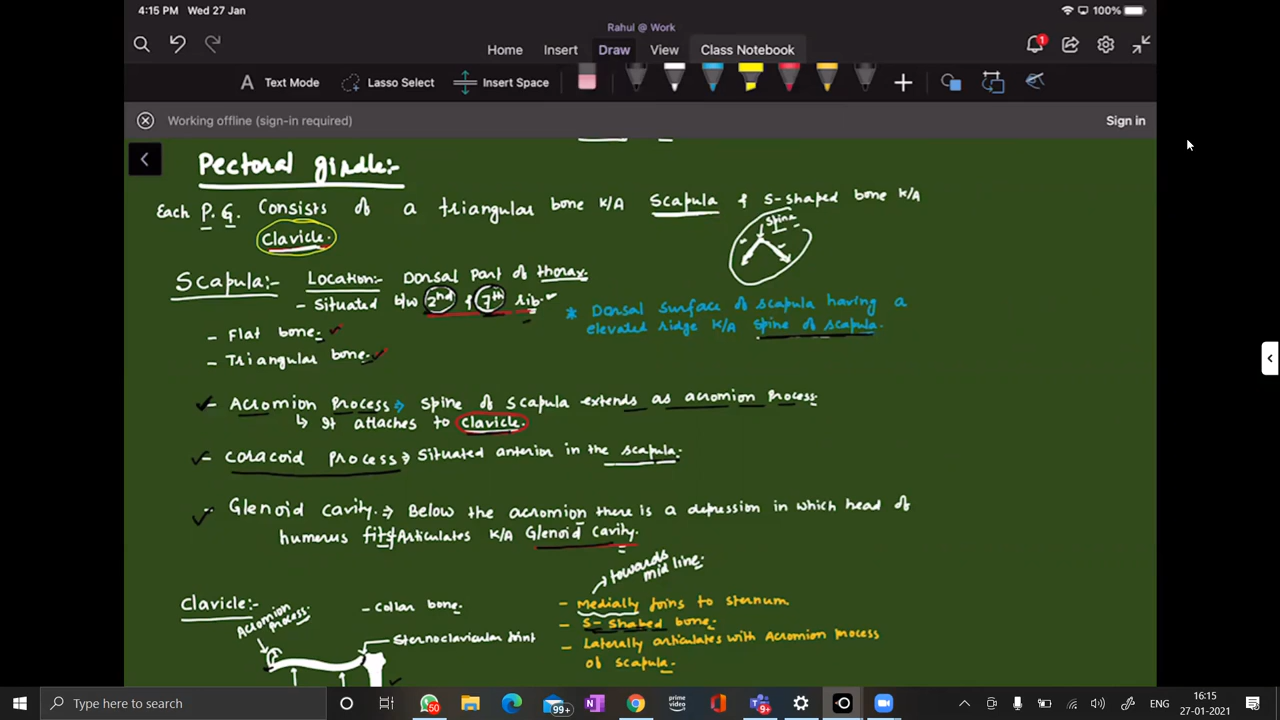 4:15 PM Wed 27 Jan
100%
Rahul @ Work
Home Insert Draw View Class Notebook
1
Text Mode Lasso Select Insert Space
Working offline (sign-in required) Sign in
Pectoral girdle:-
Each P.G. Consists of a triangular bone K/A Scapula & S-shaped bone K/A
Clavicle.
Spine
Scapula:- Location:- Dorsal part of thorax
- Situated b/w 2nd & 7th rib.
* Dorsal surface of scapula having a
elevated ridge K/A spine of scapula.
- Flat bone.
- Triangular bone.
- Acromion Process → Spine of Scapula extends as acromion Process.
↳ It attaches to Clavicle.
- Coracoid Process → Situated anterior in the scapula.
- Glenoid Cavity. → Below the acromion there is a depression in which head of
humerus fits/Articulates K/A Glenoid Cavity.
towards
mid line.
Clavicle:- - Collar bone.
- Medially Joins to sternum
- S-shaped bone.
- Laterally articulates with Acromion Process
of scapula.
Acromion
Process.
Sternoclavicular Joint
Type here to search
50
99+
prime video
9+
ENG
16:15
27-01-2021